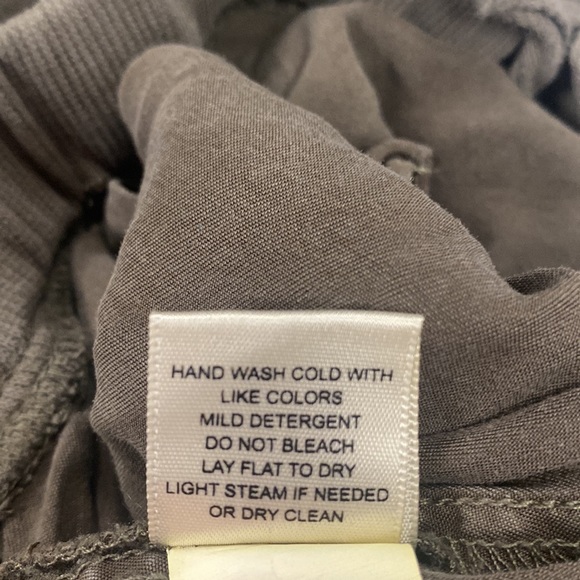 HAND WASH COLD WITH
LIKE COLORS
MILD DETERGENT
DO NOT BLEACH
LAY FLAT TO DRY
LIGHT STEAM IF NEEDED
OR DRY CLEAN